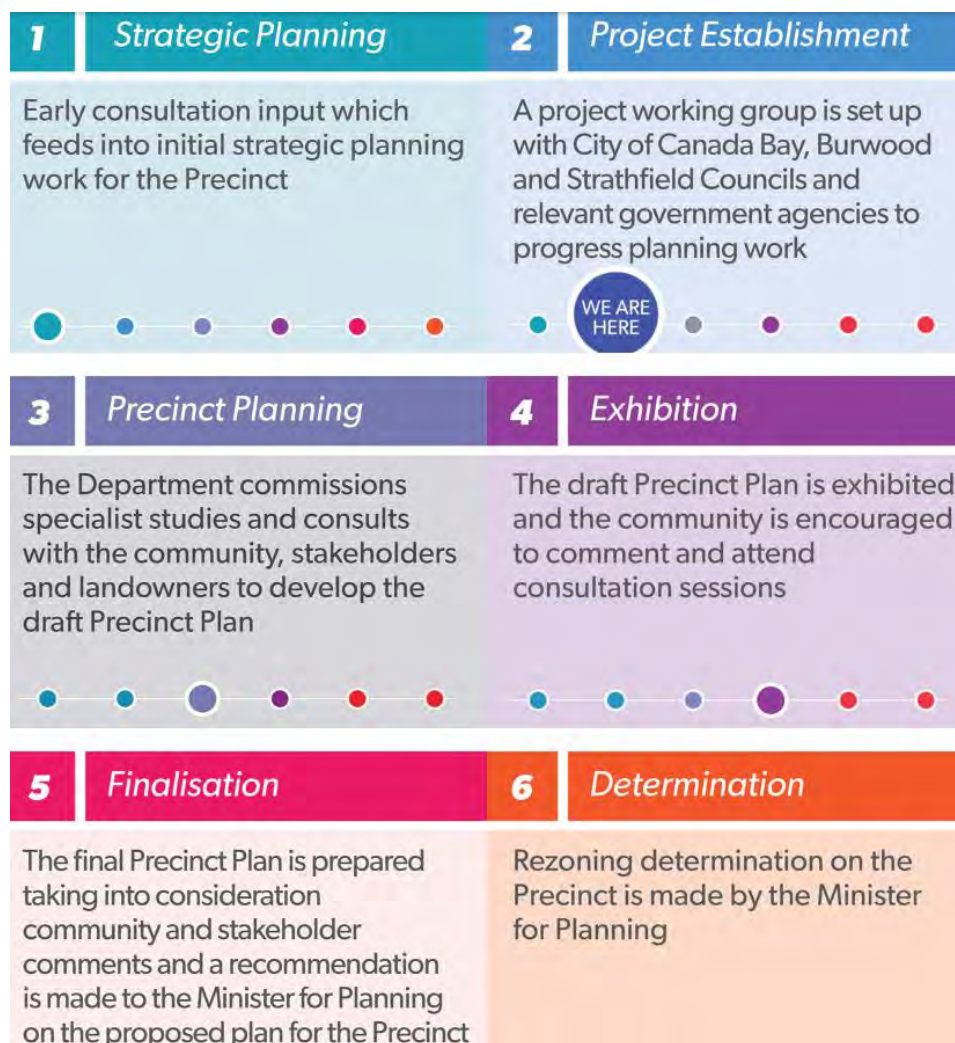 1 Strategic Planning
Early consultation input which
feeds into initial strategic planning
work for the Precinct
2 Project Establishment
A project working group is set up
with City of Canada Bay, Burwood
and Strathfield Councils and
relevant government agencies to
progress planning work
WE ARE
HERE
3 Precinct Planning
The Department commissions
specialist studies and consults
with the community, stakeholders
and landowners to develop the
draft Precinct Plan
4 Exhibition
The draft Precinct Plan is exhibited
and the community is encouraged
to comment and attend
consultation sessions
5 Finalisation
The final Precinct Plan is prepared
taking into consideration
community and stakeholder
comments and a recommendation
is made to the Minister for Planning
on the proposed plan for the Precinct
6 Determination
Rezoning determination on the
Precinct is made by the Minister
for Planning